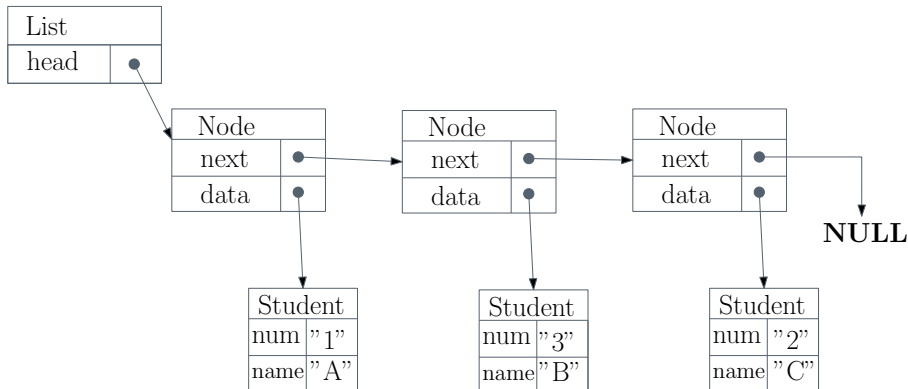 List
head
Node
next
data
Node
next
data
Node
next
data
NULL
Student
num "1"
name "A"
Student
num "3"
name "B"
Student
num "2"
name "C"